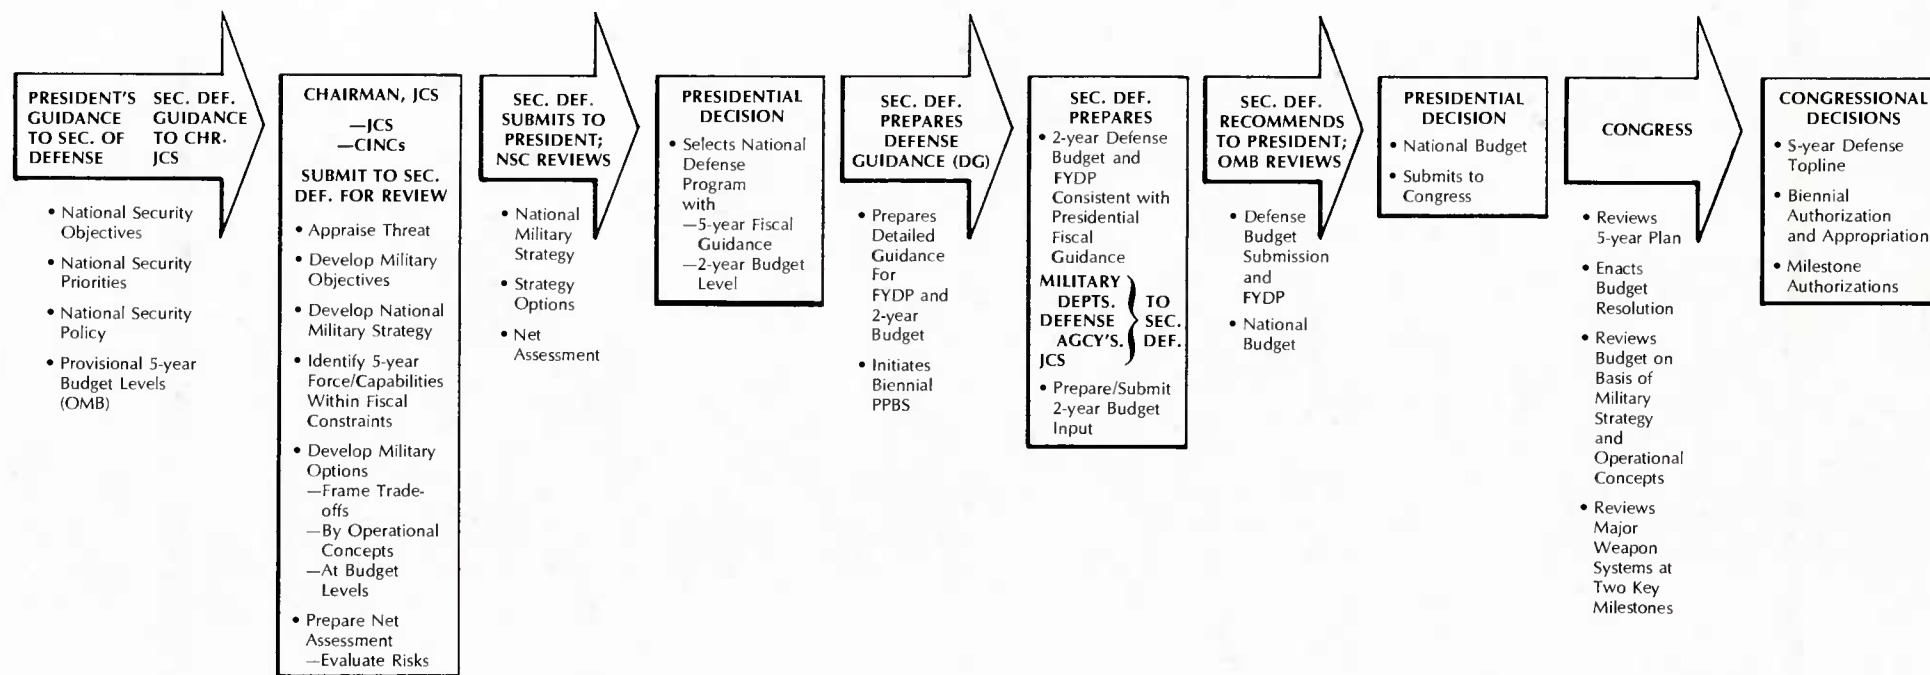 PRESIDENT'S
GUIDANCE
TO SEC. OF
DEFENSE
SEC. DEF.
GUIDANCE
TO CHR.
JCS
• National Security
Objectives
• National Security
Priorities
• National Security
Policy
• Provisional 5-year
Budget Levels
(OMB)
CHAIRMAN, JCS
—JCS
—CINCs
SUBMIT TO SEC.
DEF. FOR REVIEW
• Appraise Threat
• Develop Military
Objectives
• Develop National
Military Strategy
• Identify 5-year
Force/Capabilities
Within Fiscal
Constraints
• Develop Military
Options
—Frame Trade-
offs
—By Operational
Concepts
—At Budget
Levels
• Prepare Net
Assessment
—Evaluate Risks
SEC. DEF.
SUBMITS TO
PRESIDENT;
NSC REVIEWS
• National
Military
Strategy
• Strategy
Options
• Net
Assessment
PRESIDENTIAL
DECISION
• Selects National
Defense
Program
with
—5-year Fiscal
Guidance
—2-year Budget
Level
SEC. DEF.
PREPARES
DEFENSE
GUIDANCE (DG)
• Prepares
Detailed
Guidance
For
FYDP and
2-year
Budget
• Initiates
Biennial
PPBS
SEC. DEF.
PREPARES
• 2-year Defense
Budget and
FYDP
Consistent with
Presidential
Fiscal
Guidance
MILITARY
DEPTS.
DEFENSE
AGCY'S.
JCS
TO
SEC.
DEF.
• Prepare/Submit
2-year Budget
Input
SEC. DEF.
RECOMMENDS
TO PRESIDENT;
OMB REVIEWS
• Defense
Budget
Submission
and
FYDP
• National
Budget
PRESIDENTIAL
DECISION
• National Budget
• Submits to
Congress
CONGRESS
• Reviews
5-year Plan
• Enacts
Budget
Resolution
• Reviews
Budget on
Basis of
Military
Strategy
and
Operational
Concepts
• Reviews
Major
Weapon
Systems at
Two Key
Milestones
CONGRESSIONAL
DECISIONS
• 5-year Defense
Topline
• Biennial
Authorization
and Appropriation
• Milestone
Authorizations